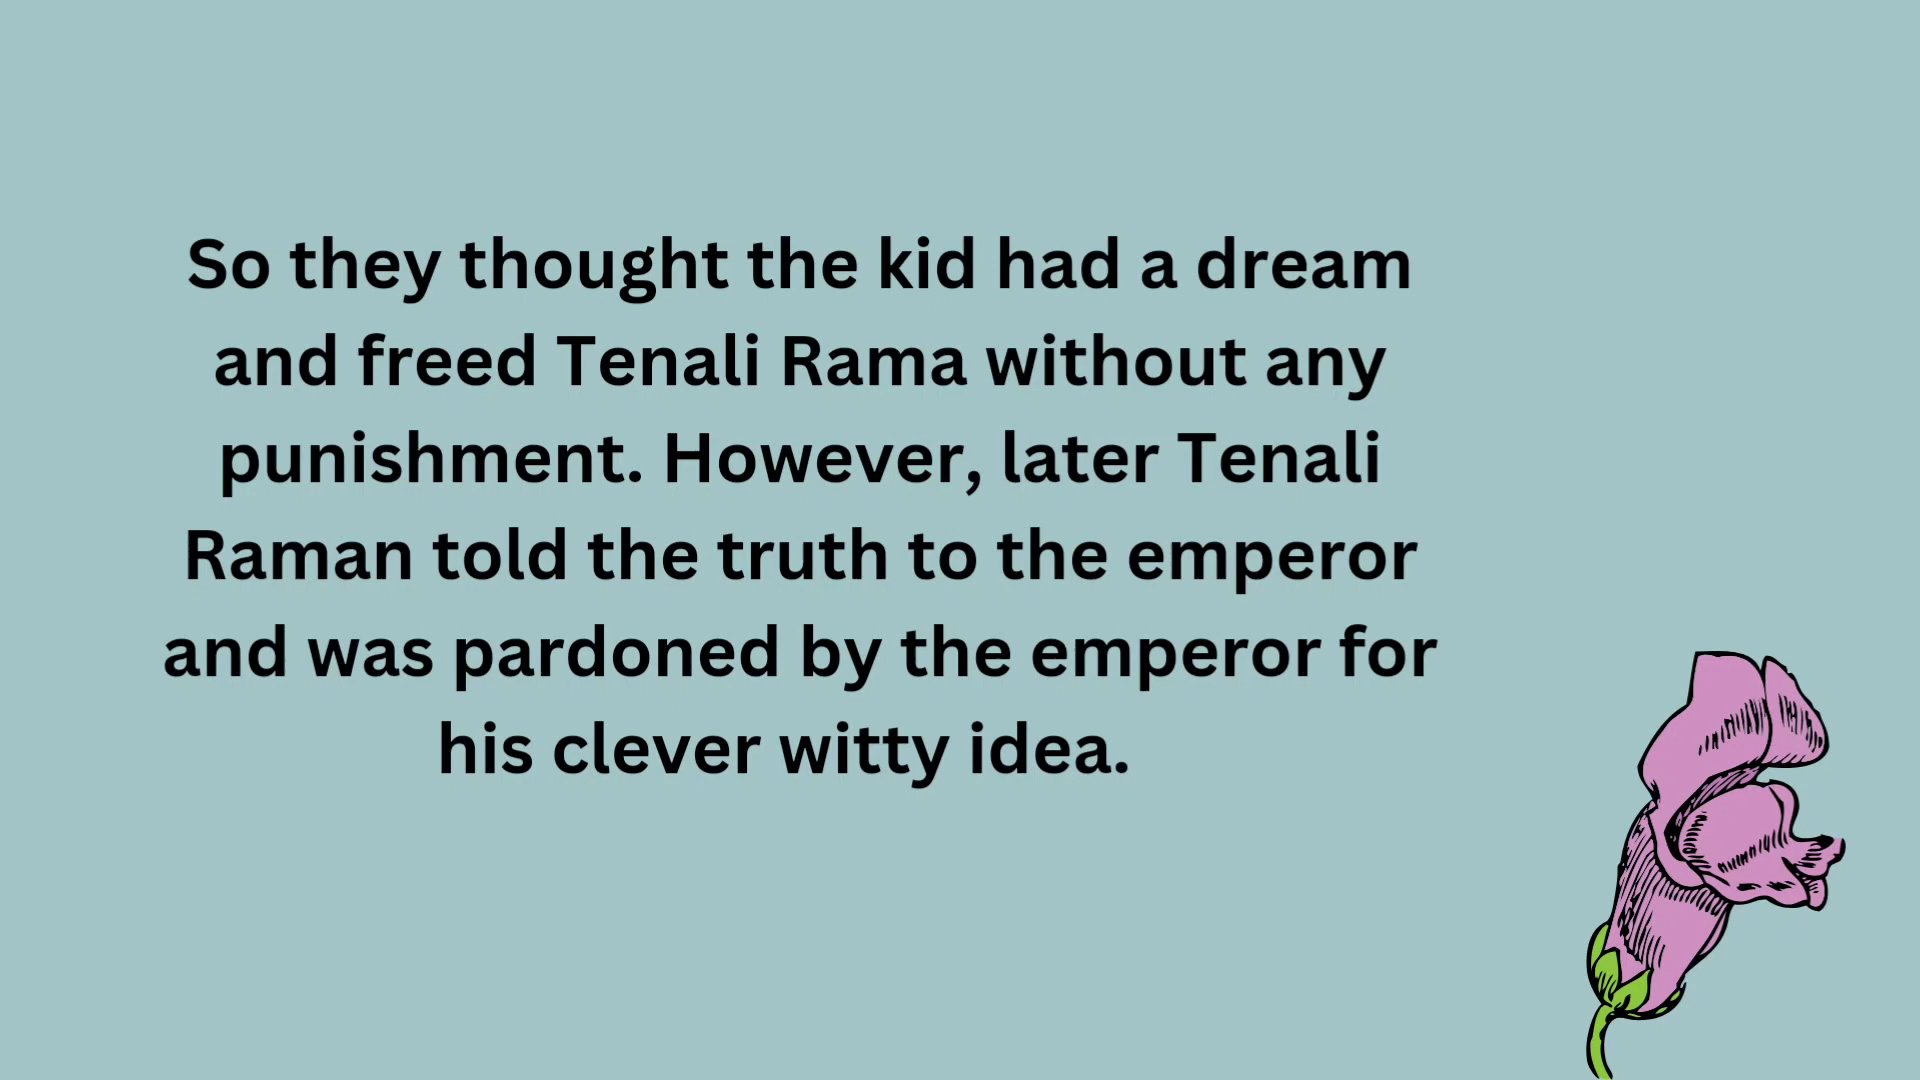 So they thought the kid had a dream
and freed Tenali Rama without any
punishment. However, later Tenali
Raman told the truth to the emperor
and was pardoned by the emperor for
his clever witty idea.